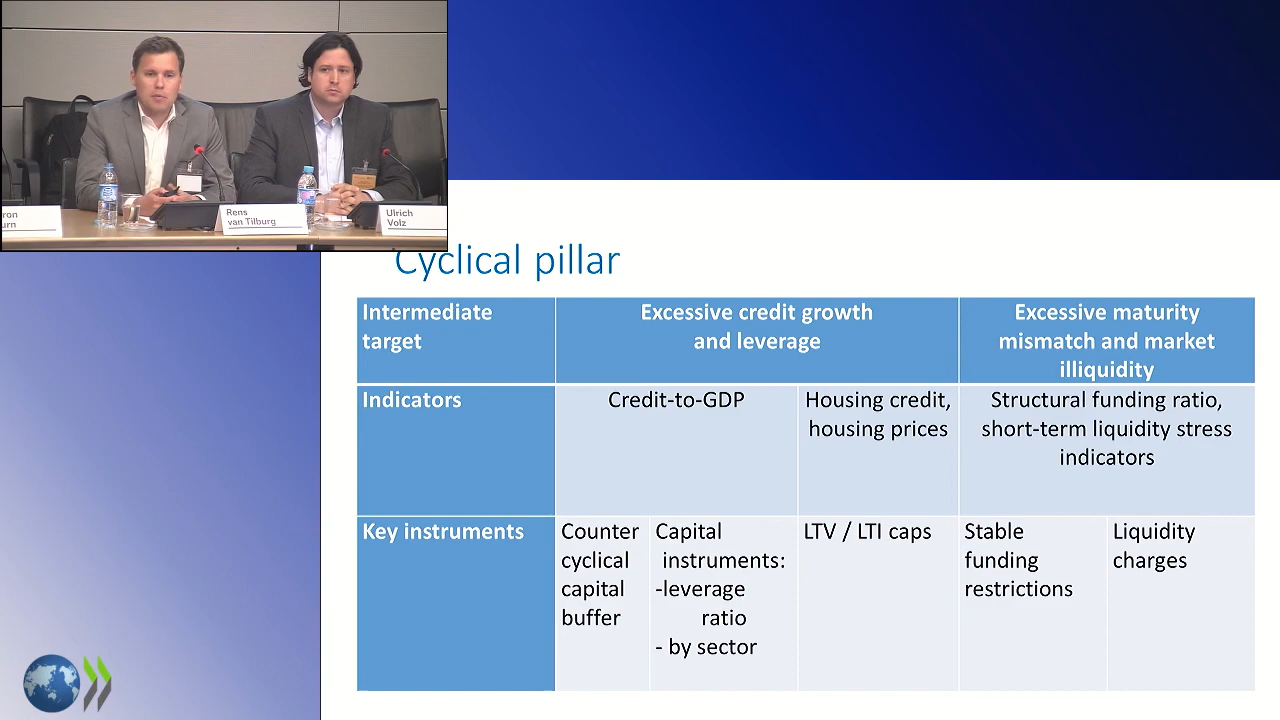 ron
urn
Rens
van Tilburg
Ulrich
Volz
Cyclical pillar
Intermediate
target
Excessive credit growth
and leverage
Excessive maturity
mismatch and market
illiquidity
Indicators
Credit-to-GDP
Housing credit,
housing prices
Structural funding ratio,
short-term liquidity stress
indicators
Key instruments
Counter
cyclical
capital
buffer
Capital
instruments:
-leverage
ratio
- by sector
LTV / LTI caps
Stable
funding
restrictions
Liquidity
charges